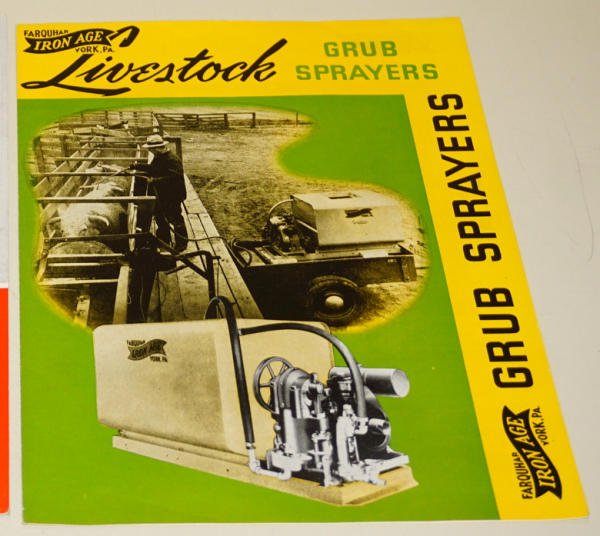 FARQUHAR
IRON AGE
YORK, PA.
Livestock
GRUB
SPRAYERS
GRUB SPRAYERS
FARQUHAR
IRON AGE
YORK, PA.
FARQUHAR
IRON AGE
YORK, PA